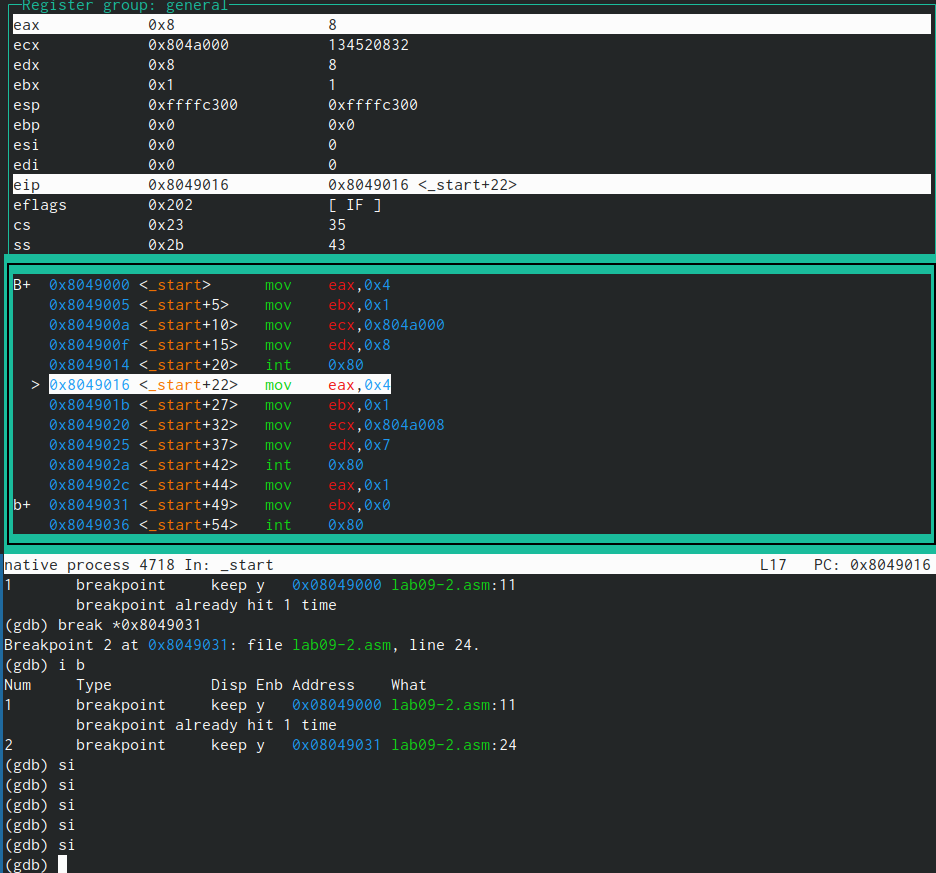 Register group: general
eax 0x8 8
ecx 0x804a000 134520832
edx 0x8 8
ebx 0x1 1
esp 0xffffc300 0xffffc300
ebp 0x0 0x0
esi 0x0 0
edi 0x0 0
eip 0x8049016 0x8049016 <_start+22>
eflags 0x202 [ IF ]
cs 0x23 35
ss 0x2b 43
B+ 0x8049000 <_start> mov eax,0x4
0x8049005 <_start+5> mov ebx,0x1
0x804900a <_start+10> mov ecx,0x804a000
0x804900f <_start+15> mov edx,0x8
0x8049014 <_start+20> int 0x80
> 0x8049016 <_start+22> mov eax,0x4
0x804901b <_start+27> mov ebx,0x1
0x8049020 <_start+32> mov ecx,0x804a008
0x8049025 <_start+37> mov edx,0x7
0x804902a <_start+42> int 0x80
0x804902c <_start+44> mov eax,0x1
b+ 0x8049031 <_start+49> mov ebx,0x0
0x8049036 <_start+54> int 0x80
native process 4718 In: _start L17 PC: 0x8049016
1 breakpoint keep y 0x08049000 lab09-2.asm:11
breakpoint already hit 1 time
(gdb) break *0x8049031
Breakpoint 2 at 0x8049031: file lab09-2.asm, line 24.
(gdb) i b
Num Type Disp Enb Address What
1 breakpoint keep y 0x08049000 lab09-2.asm:11
breakpoint already hit 1 time
2 breakpoint keep y 0x08049031 lab09-2.asm:24
(gdb) si
(gdb) si
(gdb) si
(gdb) si
(gdb) si
(gdb)